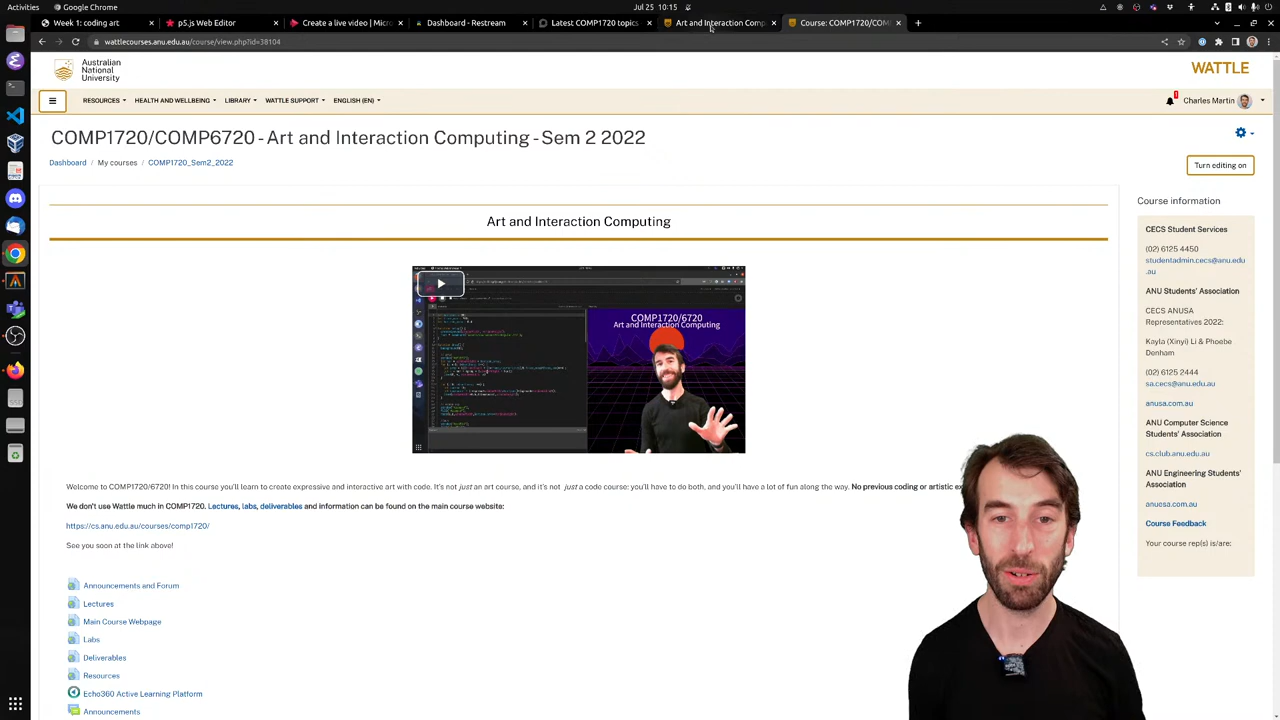 Activities
Jul 25 10:15
Week 1: coding art
p5.js Web Editor
Create a live video | Micro
Dashboard - Restream
Latest COMP1720 topics -
Art and Interaction Comp
Course: COMP1720/COM
wattlecourses.anu.edu.au/course/view.php?id=38104
Australian
National
University
WATTLE
RESOURCES
HEALTH AND WELLBEING
LIBRARY
WATTLE SUPPORT
ENGLISH (EN)
1
Charles Martin
COMP1720/COMP6720 - Art and Interaction Computing - Sem 2 2022
Dashboard / My courses / COMP1720_Sem2_2022
Turn editing on
Art and Interaction Computing
COMP1720/6720
Art and Interaction Computing
Welcome to COMP1720/6720! In this course you'll learn to create expressive and interactive art with code. It's not just an art course, and it's not just a code course: you'll have to do both, and you'll have a lot of fun along the way. No previous coding or artistic ex
We don't use Wattle much in COMP1720. Lectures, labs, deliverables and information can be found on the main course website:
https://cs.anu.edu.au/courses/comp1720/
See you soon at the link above!
Announcements and Forum
Lectures
Main Course Webpage
Labs
Deliverables
Resources
Echo360 Active Learning Platform
Announcements
Course information
CECS Student Services
(02) 6125 4450
studentadmin.cecs@anu.edu
.au
ANU Students' Association
CECS ANUSA
Representatives 2022:
Kayla (Xinyi) Li & Phoebe
Denham
(02) 6125 2444
sa.cecs@anu.edu.au
anusa.com.au
ANU Computer Science
Students' Association
cs.club.anu.edu.au
ANU Engineering Students'
Association
anuesa.com.au
Course Feedback
Your course rep(s) is/are: